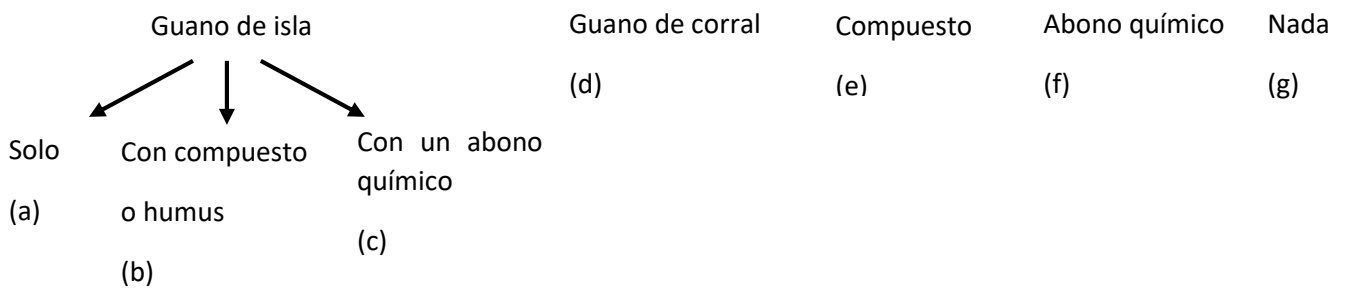 Guano de isla
Solo
(a)
Con compuesto
o humus
(b)
Con un abono
químico
(c)
Guano de corral
(d)
Compuesto
(e)
Abono químico
(f)
Nada
(g)